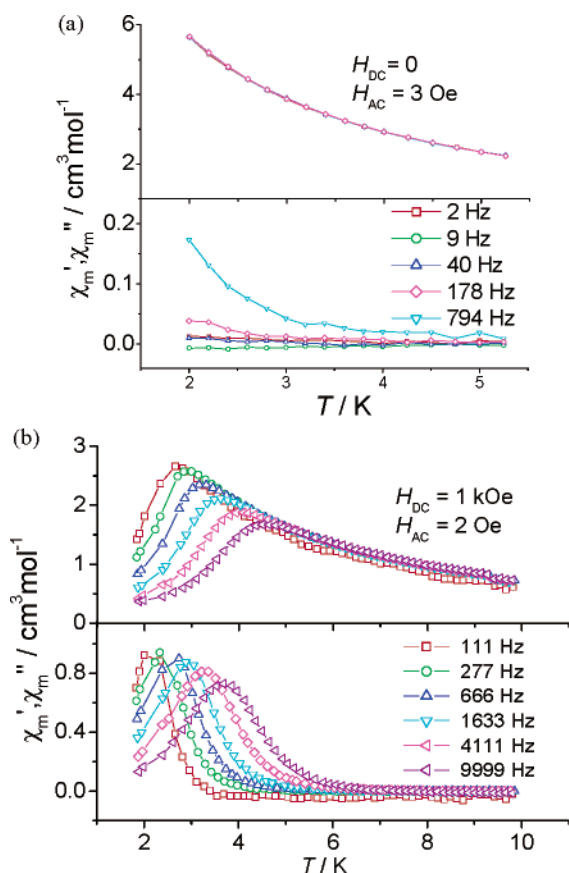 (a)
6
4
2
H_DC = 0
H_AC = 3 Oe
0.2
0.1
0.0
χ_m′,χ_m″ / cm³mol⁻¹
2 Hz
9 Hz
40 Hz
178 Hz
794 Hz
2 3 4 5
T / K
(b)
3
2
1
0
H_DC = 1 kOe
H_AC = 2 Oe
0.8
0.4
0.0
χ_m′,χ_m″ / cm³mol⁻¹
111 Hz
277 Hz
666 Hz
1633 Hz
4111 Hz
9999 Hz
2 4 6 8 10
T / K